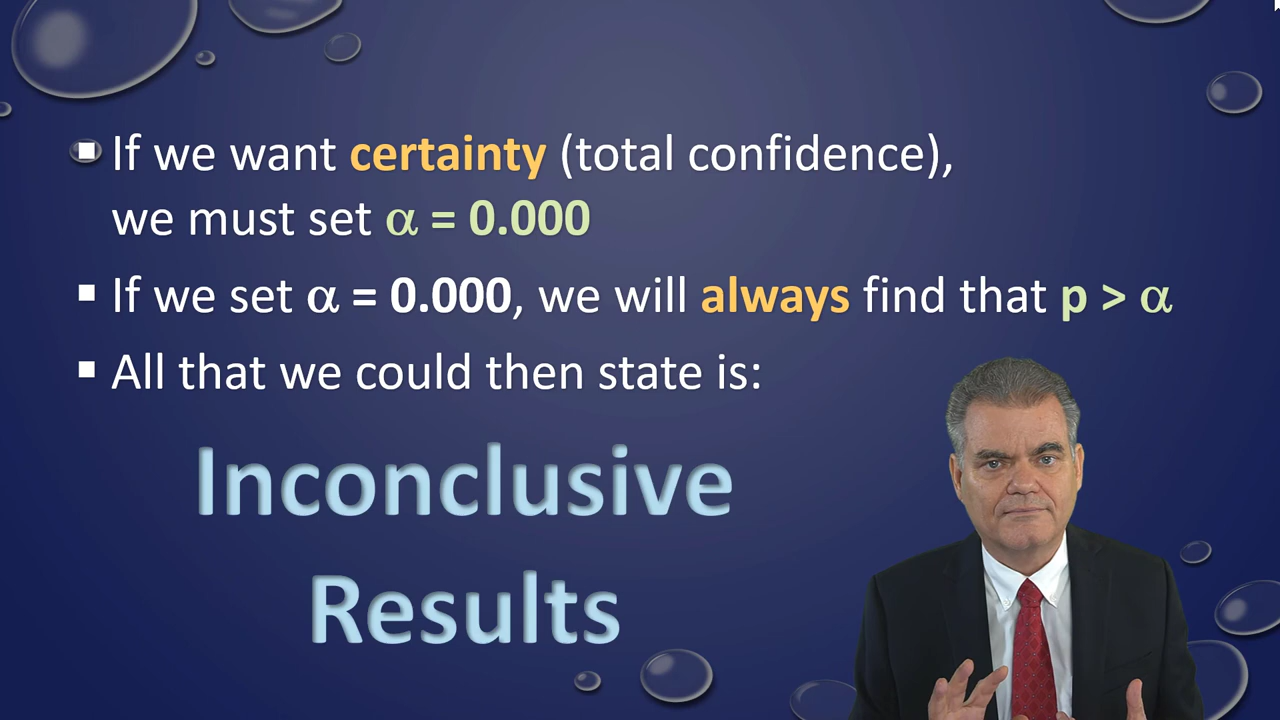 If we want certainty (total confidence),
we must set α = 0.000
If we set α = 0.000, we will always find that p > α
All that we could then state is:
Inconclusive
Results